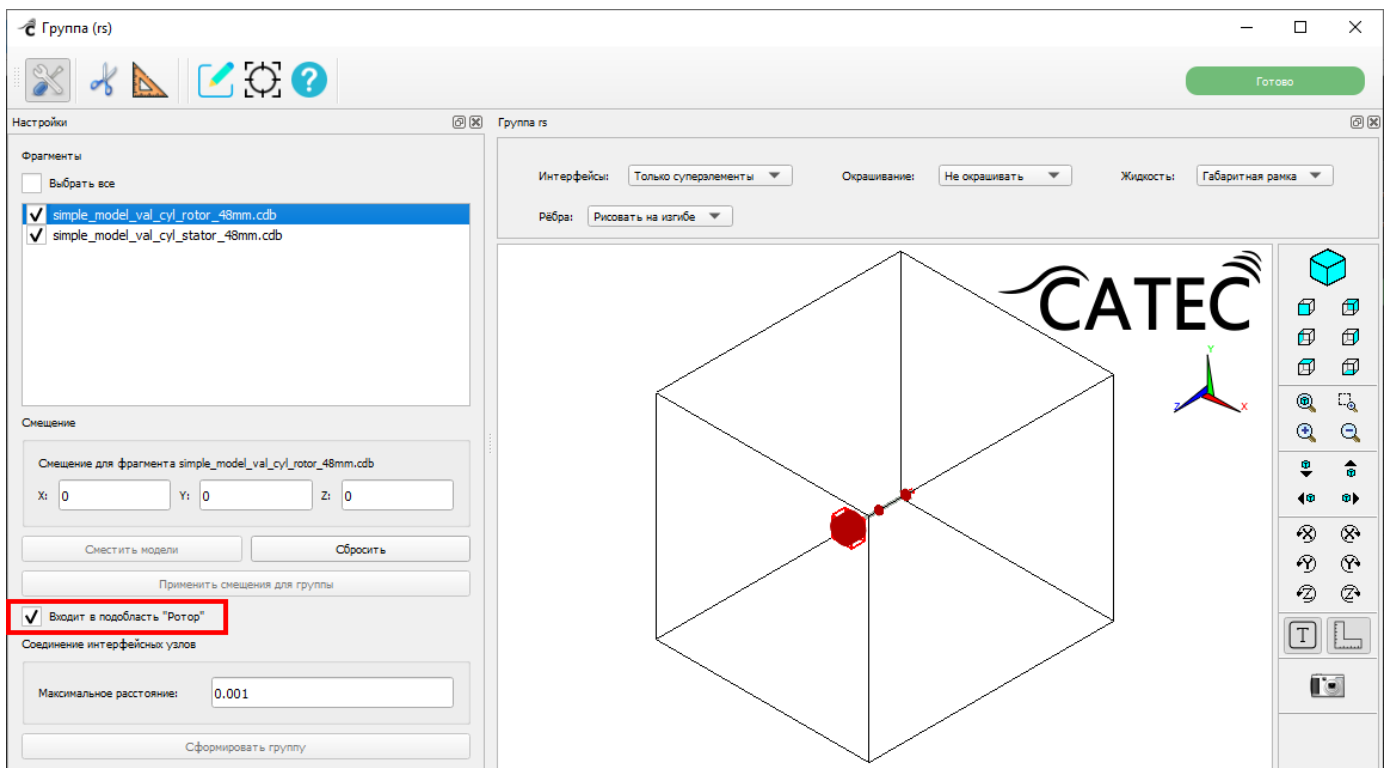 Группа (rs)
Готово
Настройки
Фрагменты
Выбрать все
simple_model_val_cyl_rotor_48mm.cdb
simple_model_val_cyl_stator_48mm.cdb
Смещение
Смещение для фрагмента simple_model_val_cyl_rotor_48mm.cdb
X: 0 Y: 0 Z: 0
Сместить модели Сбросить
Применить смещения для группы
Входит в подобласть "Ротор"
Соединение интерфейсных узлов
Максимальное расстояние: 0.001
Сформировать группу
Группа rs
Интерфейсы: Только суперэлементы Окрашивание: Не окрашивать Жидкость: Габаритная рамка
Рёбра: Рисовать на изгибе
CATEC
Y
Z X
X X
Y Y
Z Z
T